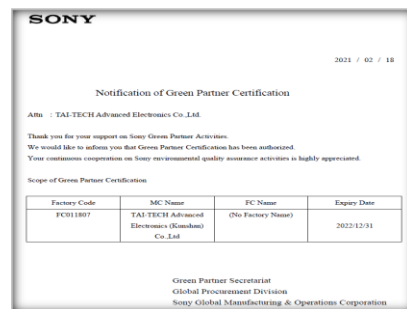 SONY
2021 / 02 / 18
Notification of Green Partner Certification
Attn : TAI-TECH Advanced Electronics Co.,Ltd.
Thank you for your support on Sony Green Partner Activities.
We would like to inform you that Green Partner Certification has been authorized.
Your continuous cooperation on Sony environmental quality assurance activities is highly appreciated.
Scope of Green Partner Certification
Factory Code MC Name FC Name Expiry Date
FC011807 TAI-TECH Advanced Electronics (Kunshan) Co.,Ltd (No Factory Name) 2022/12/31
Green Partner Secretariat
Global Procurement Division
Sony Global Manufacturing & Operations Corporation